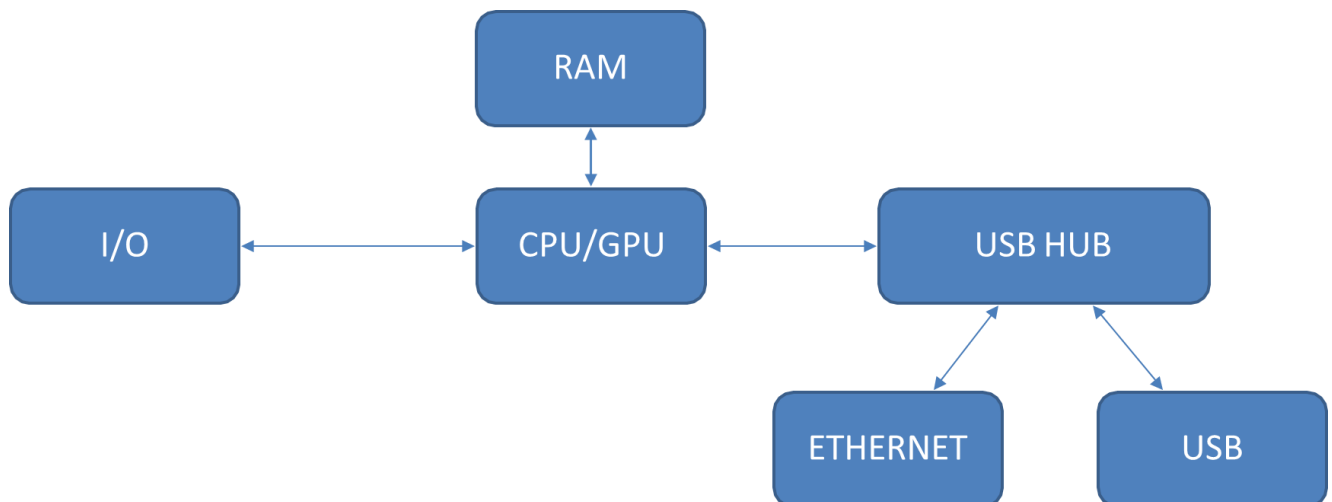 RAM
I/O
CPU/GPU
USB HUB
ETHERNET
USB